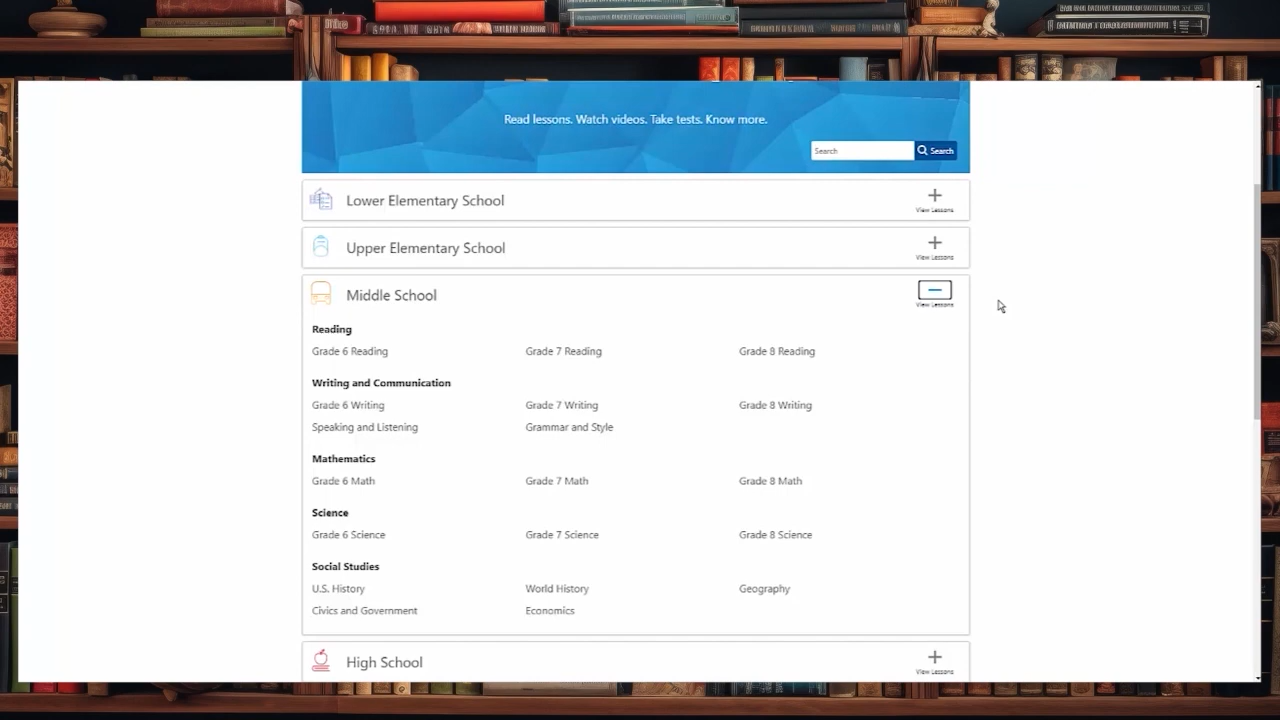 Read lessons. Watch videos. Take tests. Know more.
Search Search
Lower Elementary School
View Lessons
Upper Elementary School
View Lessons
Middle School
View Lessons
Reading
Grade 6 Reading Grade 7 Reading Grade 8 Reading
Writing and Communication
Grade 6 Writing Grade 7 Writing Grade 8 Writing
Speaking and Listening Grammar and Style
Mathematics
Grade 6 Math Grade 7 Math Grade 8 Math
Science
Grade 6 Science Grade 7 Science Grade 8 Science
Social Studies
U.S. History World History Geography
Civics and Government Economics
High School
View Lessons